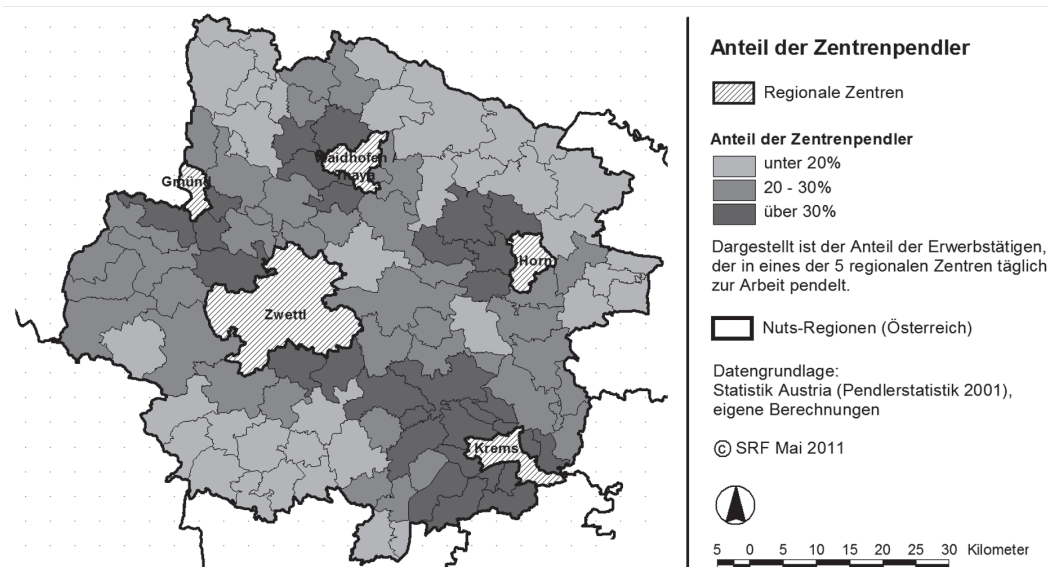 Anteil der Zentrenpendler
Regionale Zentren
Anteil der Zentrenpendler
unter 20%
20 - 30%
über 30%
Dargestellt ist der Anteil der Erwerbstätigen,
der in eines der 5 regionalen Zentren täglich
zur Arbeit pendelt.
Nuts-Regionen (Österreich)
Datengrundlage:
Statistik Austria (Pendlerstatistik 2001),
eigene Berechnungen
© SRF Mai 2011
5 0 5 10 15 20 25 30 Kilometer
Waidhofen
Thaya
Gmünd
Horn
Zwettl
Krems